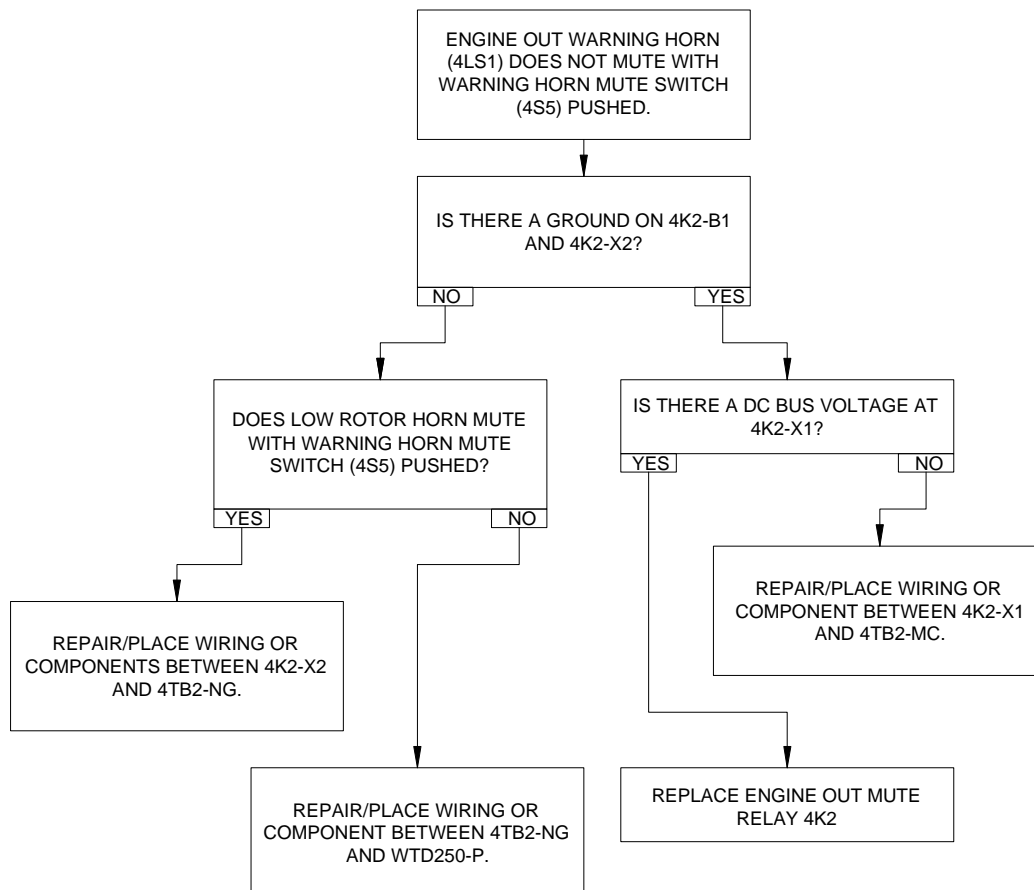 ENGINE OUT WARNING HORN
(4LS1) DOES NOT MUTE WITH
WARNING HORN MUTE SWITCH
(4S5) PUSHED.
IS THERE A GROUND ON 4K2-B1
AND 4K2-X2?
NO
YES
DOES LOW ROTOR HORN MUTE
WITH WARNING HORN MUTE
SWITCH (4S5) PUSHED?
YES
NO
IS THERE A DC BUS VOLTAGE AT
4K2-X1?
YES
NO
REPAIR/PLACE WIRING OR
COMPONENTS BETWEEN 4K2-X2
AND 4TB2-NG.
REPAIR/PLACE WIRING OR
COMPONENT BETWEEN 4K2-X1
AND 4TB2-MC.
REPAIR/PLACE WIRING OR
COMPONENT BETWEEN 4TB2-NG
AND WTD250-P.
REPLACE ENGINE OUT MUTE
RELAY 4K2